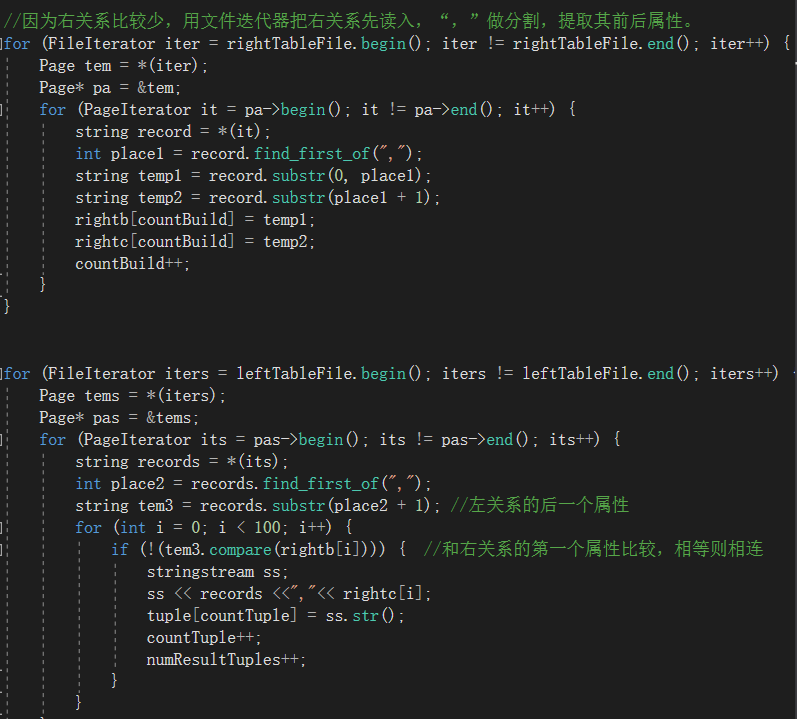 //因为右关系比较少，用文件迭代器把右关系先读入，“，”做分割，提取其前后属性。
for (FileIterator iter = rightTableFile.begin(); iter != rightTableFile.end(); iter++) {
    Page tem = *(iter);
    Page* pa = &tem;
    for (PageIterator it = pa->begin(); it != pa->end(); it++) {
        string record = *(it);
        int place1 = record.find_first_of(",");
        string temp1 = record.substr(0, place1);
        string temp2 = record.substr(place1 + 1);
        rightb[countBuild] = temp1;
        rightc[countBuild] = temp2;
        countBuild++;
    }
}
for (FileIterator iters = leftTableFile.begin(); iters != leftTableFile.end(); iters++)
    Page tems = *(iters);
    Page* pas = &tems;
    for (PageIterator its = pas->begin(); its != pas->end(); its++) {
        string records = *(its);
        int place2 = records.find_first_of(",");
        string tem3 = records.substr(place2 + 1); //左关系的后一个属性
        for (int i = 0; i < 100; i++) {
            if (!(tem3.compare(rightb[i]))) { //和右关系的第一个属性比较，相等则相连
                stringstream ss;
                ss << records <<","<< rightc[i];
                tuple[countTuple] = ss.str();
                countTuple++;
                numResultTuples++;
            }
        }